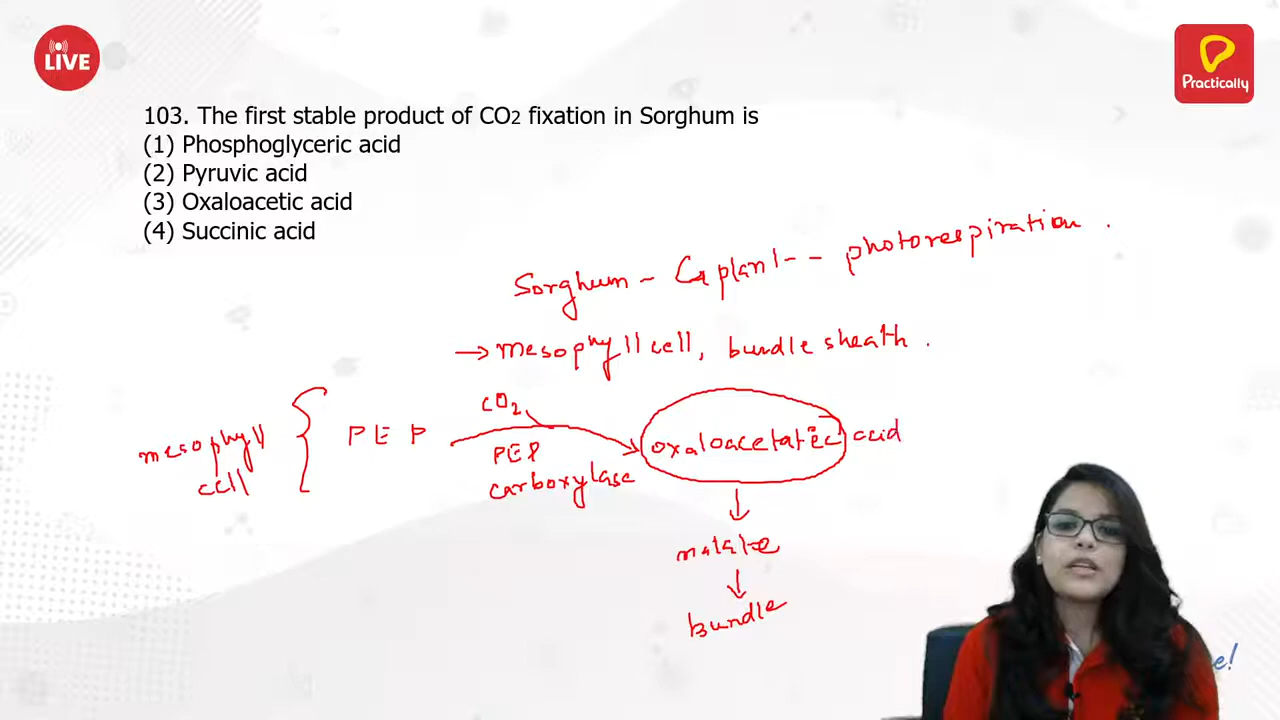 LIVE
Practically
103. The first stable product of CO2 fixation in Sorghum is
(1) Phosphoglyceric acid
(2) Pyruvic acid
(3) Oxaloacetic acid
(4) Succinic acid
Sorghum - C4 plant - - photorespiration .
→ mesophyll cell, bundle sheath .
mesophyll cell { PEP
CO2
PEP carboxylase
oxaloacetatec acid
↓
malate
↓
bundle
e!